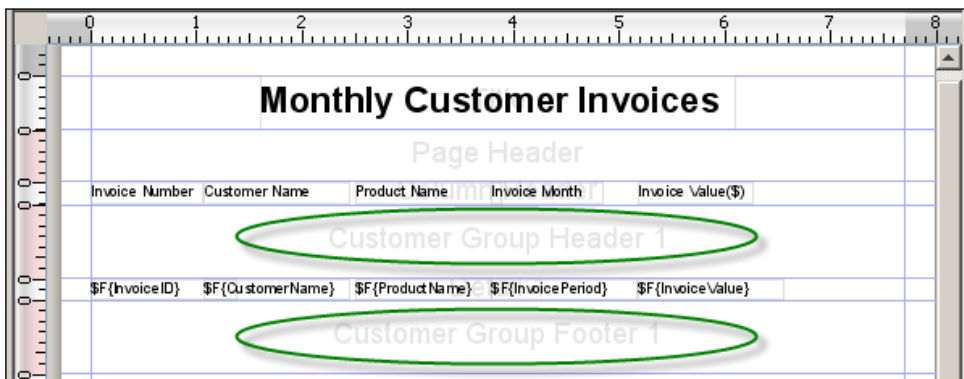 0 1 2 3 4 5 6 7 8
Monthly Customer Invoices
Page Header
Invoice Number Customer Name Product Name Invoice Month Invoice Value($)
Customer Group Header 1
$F{InvoiceID} $F{CustomerName} $F{ProductName} $F{InvoicePeriod} $F{InvoiceValue}
Customer Group Footer 1